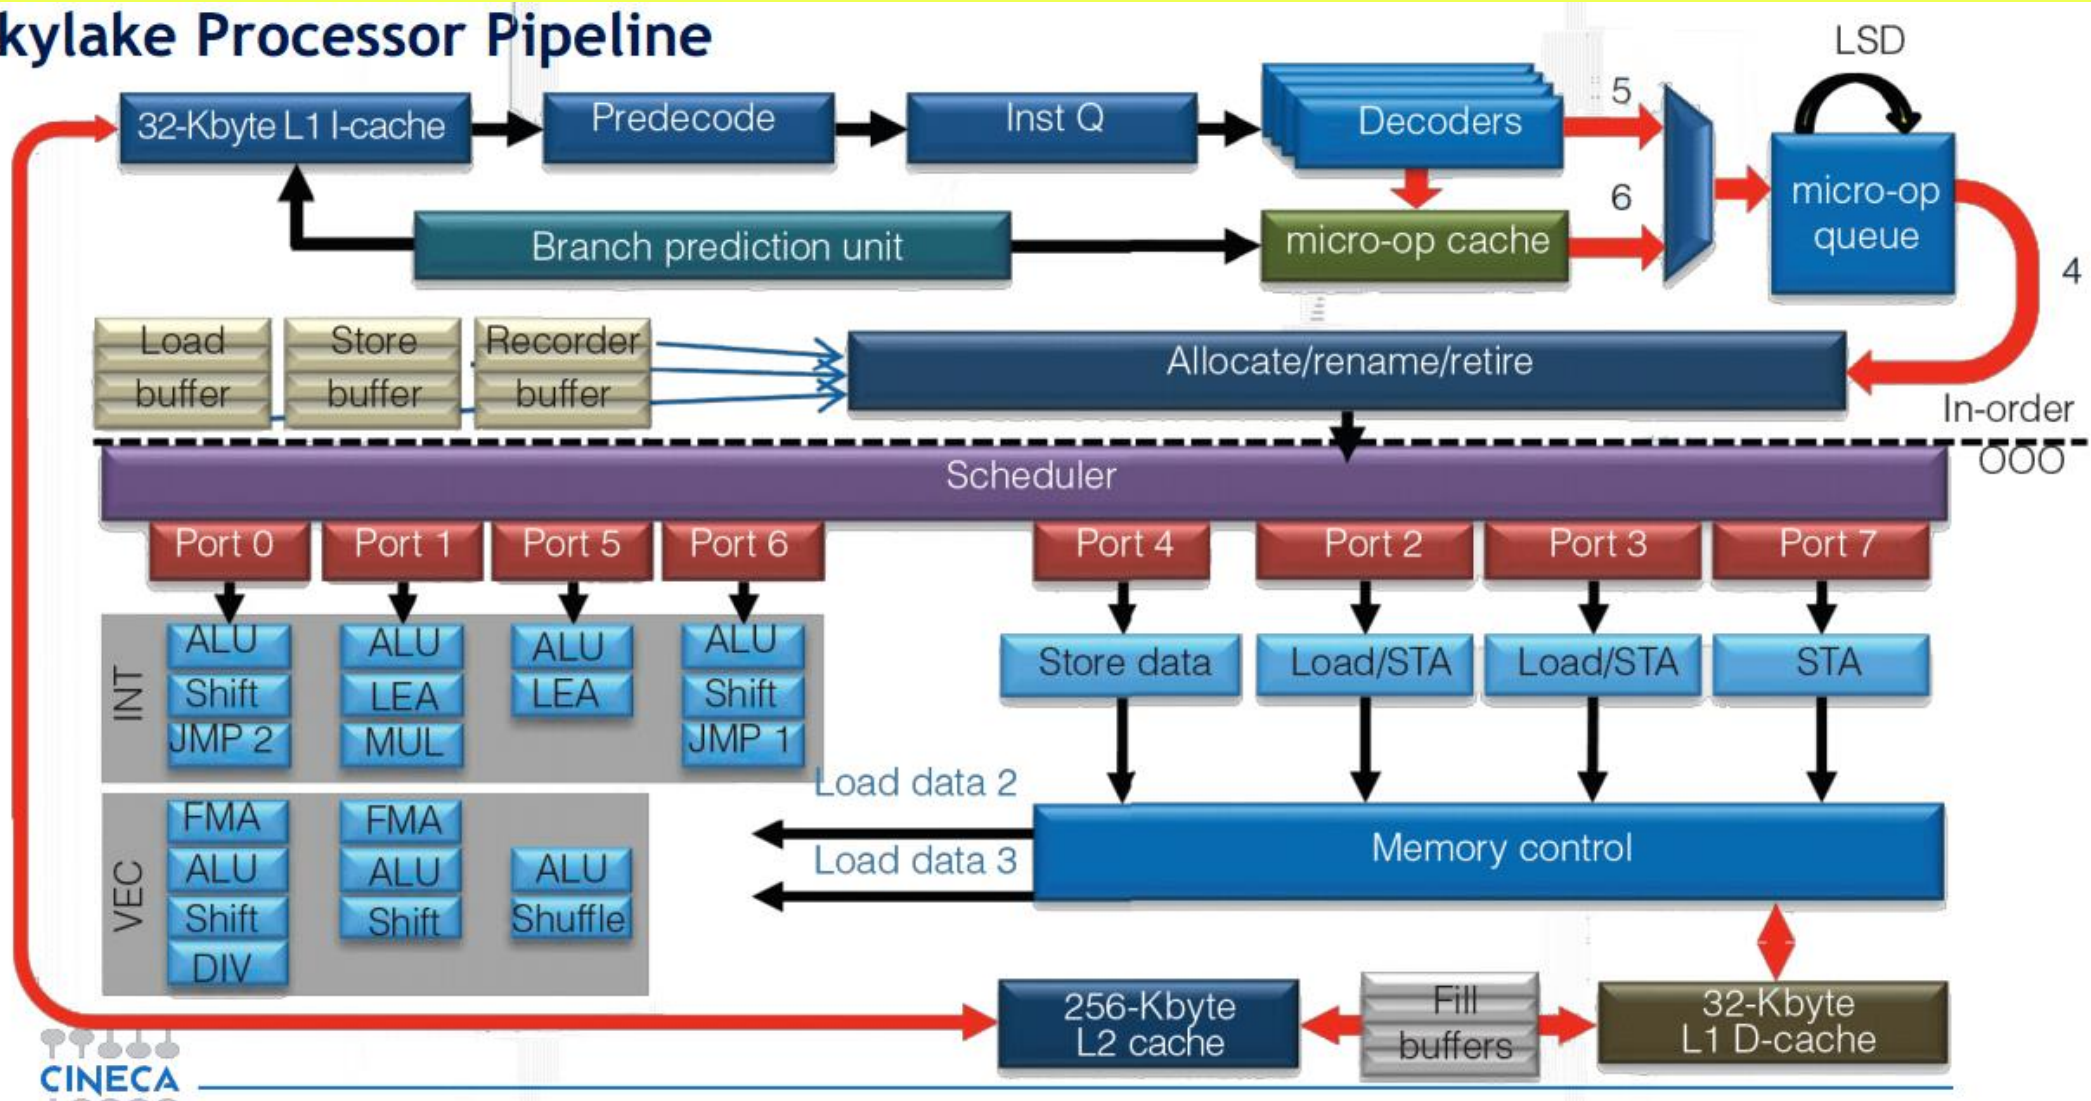 kylake Processor Pipeline
LSD
32-Kbyte L1 I-cache
Predecode
Inst Q
Decoders
5
6
micro-op
queue
4
Branch prediction unit
micro-op cache
Load
buffer
Store
buffer
Recorder
buffer
Allocate/rename/retire
In-order
OOO
Scheduler
Port 0
Port 1
Port 5
Port 6
Port 4
Port 2
Port 3
Port 7
INT
ALU
Shift
JMP 2
ALU
LEA
MUL
ALU
LEA
ALU
Shift
JMP 1
Store data
Load/STA
Load/STA
STA
VEC
FMA
ALU
Shift
DIV
FMA
ALU
Shift
ALU
Shuffle
Load data 2
Load data 3
Memory control
256-Kbyte
L2 cache
Fill
buffers
32-Kbyte
L1 D-cache
CINECA